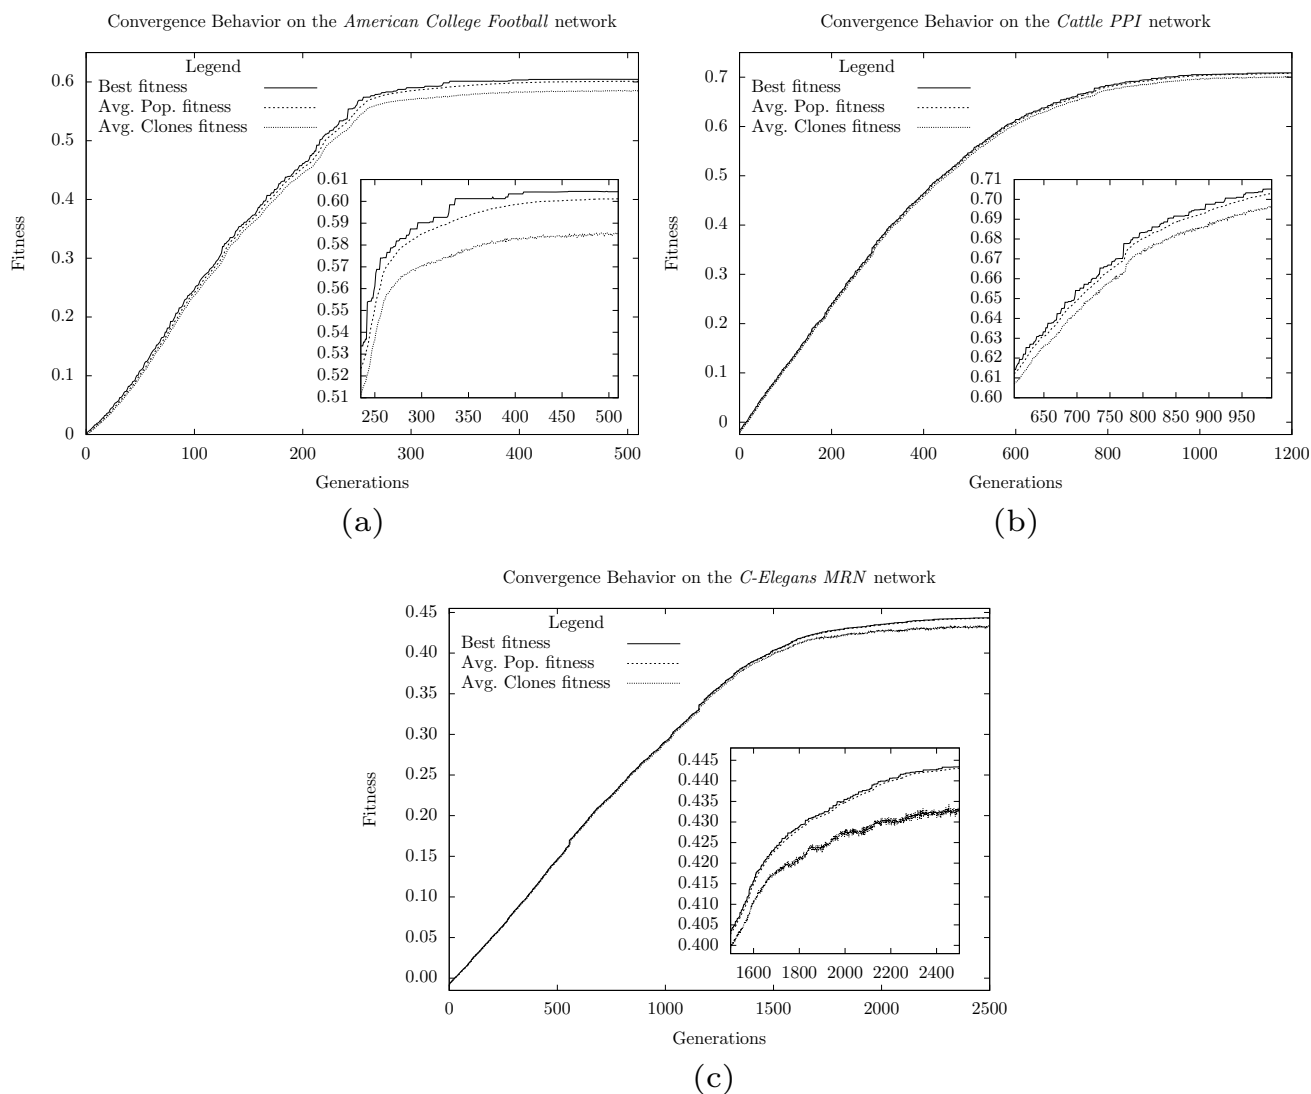 Convergence Behavior on the American College Football network
Legend
Best fitness
Avg. Pop. fitness
Avg. Clones fitness
Fitness
0.6
0.5
0.4
0.3
0.2
0.1
0
0 100 200 300 400 500
Generations
0.61
0.60
0.59
0.58
0.57
0.56
0.55
0.54
0.53
0.52
0.51
250 300 350 400 450 500
(a)
Convergence Behavior on the Cattle PPI network
Legend
Best fitness
Avg. Pop. fitness
Avg. Clones fitness
Fitness
0.7
0.6
0.5
0.4
0.3
0.2
0.1
0
0 200 400 600 800 1000 1200
Generations
0.71
0.70
0.69
0.68
0.67
0.66
0.65
0.64
0.63
0.62
0.61
0.60
650 700 750 800 850 900 950
(b)
Convergence Behavior on the C-Elegans MRN network
Legend
Best fitness
Avg. Pop. fitness
Avg. Clones fitness
Fitness
0.45
0.40
0.35
0.30
0.25
0.20
0.15
0.10
0.05
0.00
0 500 1000 1500 2000 2500
Generations
0.445
0.440
0.435
0.430
0.425
0.420
0.415
0.410
0.405
0.400
1600 1800 2000 2200 2400
(c)